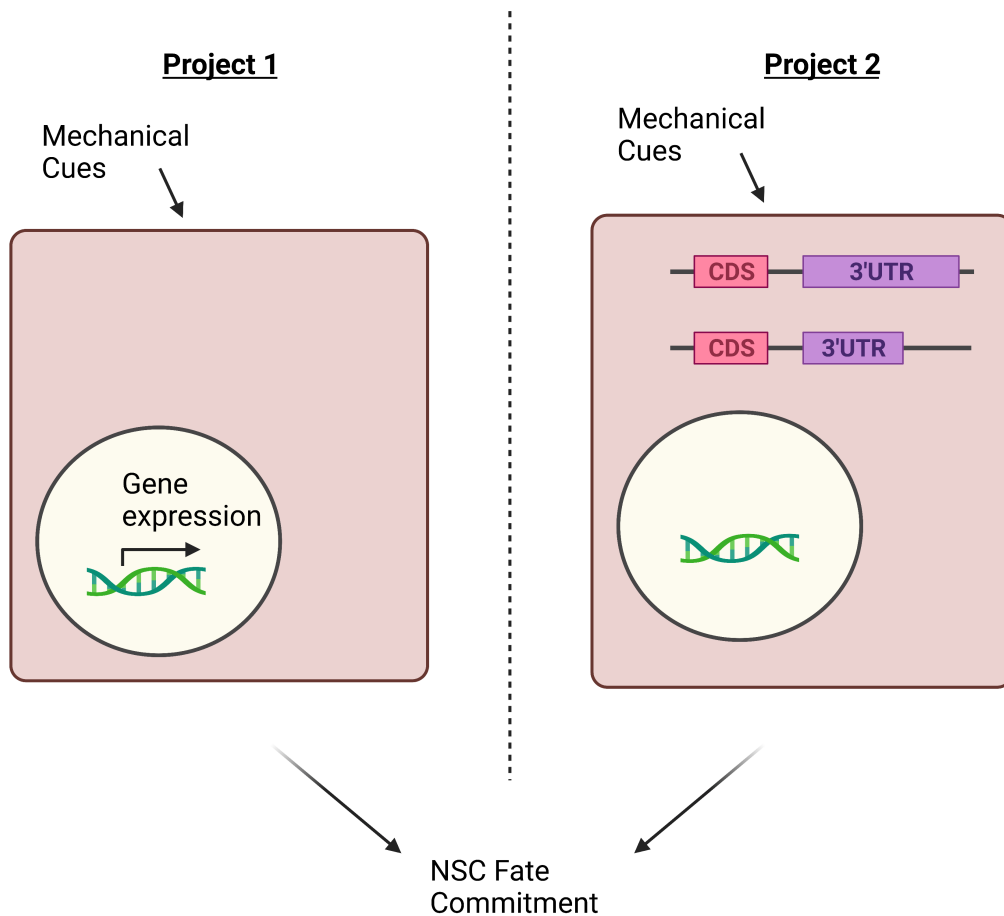 Project 1
Mechanical
Cues
Gene
expression
Project 2
Mechanical
Cues
CDS 3'UTR
CDS 3'UTR
NSC Fate
Commitment